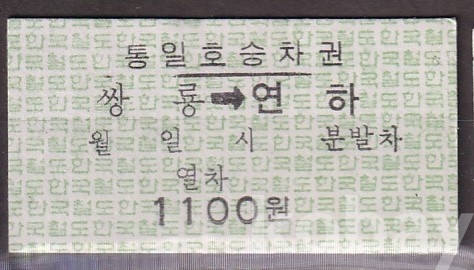 통일호승차권
쌍 룡 ➡ 연 하
월 일 시 분발차
열차
1100원